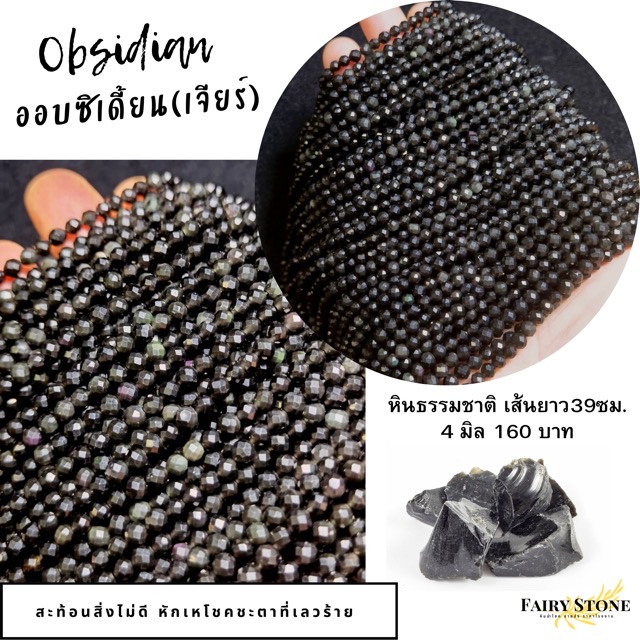 Obsidian
ออบซิเดี้ยน(เจียร์)
หินธรรมชาติ เส้นยาว39ซม.
4 มิล 160 บาท
สะท้อนสิ่งไม่ดี หักเหโชคชะตาที่เลวร้าย
FAIRY STONE